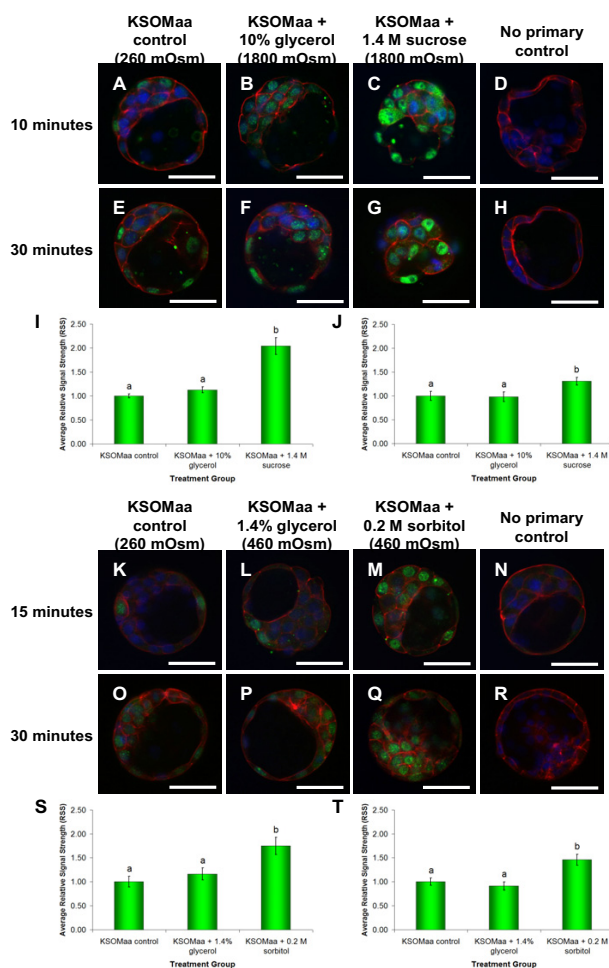 KSOMaa
control
(260 mOsm)
KSOMaa +
10% glycerol
(1800 mOsm)
KSOMaa +
1.4 M sucrose
(1800 mOsm)
No primary
control
10 minutes
A
B
C
D
30 minutes
E
F
G
H
I
Average Relative Signal Strength (RSS)
2.50
2.00
1.50
1.00
0.50
0.00
a
a
b
KSOMaa control
KSOMaa + 10%
glycerol
KSOMaa + 1.4 M
sucrose
Treatment Group
J
Average Relative Signal Strength (RSS)
2.50
2.00
1.50
1.00
0.50
0.00
a
a
b
KSOMaa control
KSOMaa + 10%
glycerol
KSOMaa + 1.4 M
sucrose
Treatment Group
KSOMaa
control
(260 mOsm)
KSOMaa +
1.4% glycerol
(460 mOsm)
KSOMaa +
0.2 M sorbitol
(460 mOsm)
No primary
control
15 minutes
K
L
M
N
30 minutes
O
P
Q
R
S
Average Relative Signal Strength (RSS)
2.50
2.00
1.50
1.00
0.50
0.00
a
a
b
KSOMaa control
KSOMaa + 1.4%
glycerol
KSOMaa + 0.2 M
sorbitol
Treatment Group
T
Average Relative Signal Strength (RSS)
2.50
2.00
1.50
1.00
0.50
0.00
a
a
b
KSOMaa control
KSOMaa + 1.4%
glycerol
KSOMaa + 0.2 M
sorbitol
Treatment Group